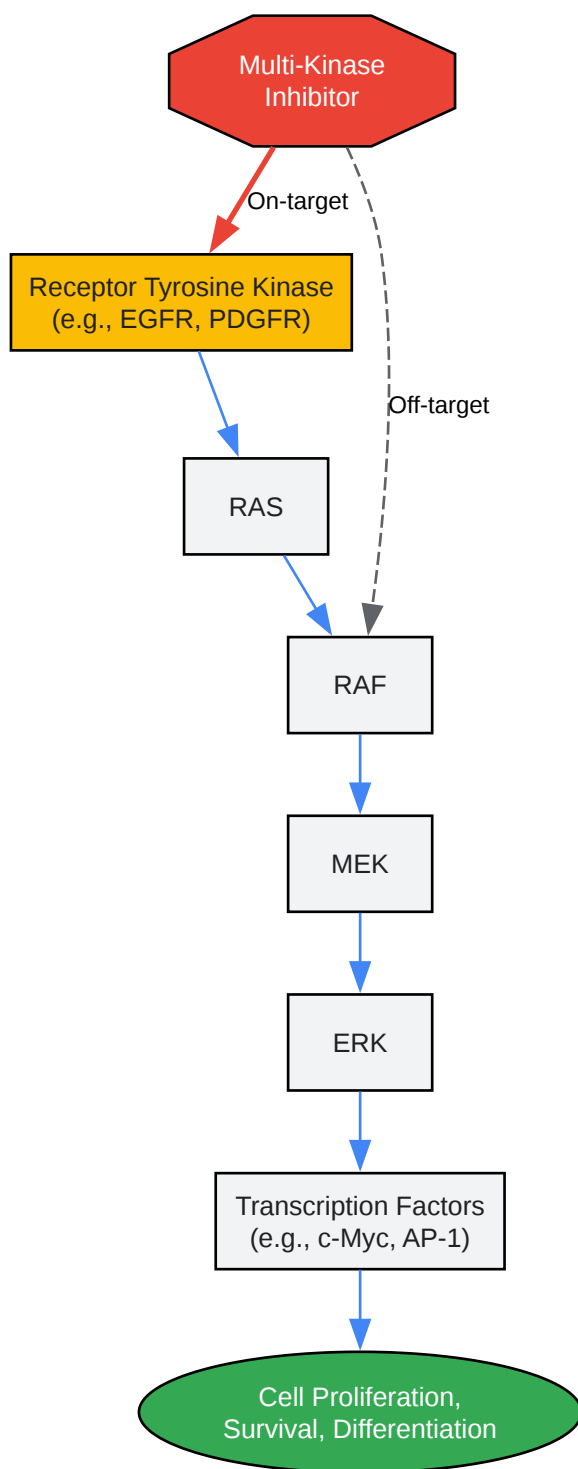 Multi-Kinase
Inhibitor
On-target
Receptor Tyrosine Kinase
(e.g., EGFR, PDGFR)
Off-target
RAS
RAF
MEK
ERK
Transcription Factors
(e.g., c-Myc, AP-1)
Cell Proliferation,
Survival, Differentiation